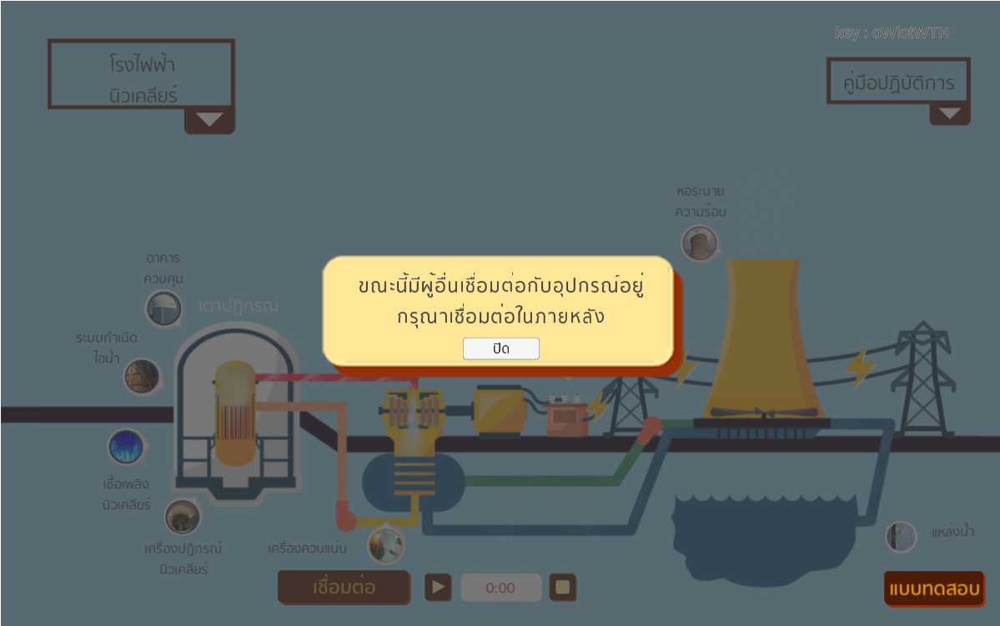 key : oWlotWTH
โรงไฟฟ้า
นิวเคลียร์
คู่มือปฏิบัติการ
หอระบาย
ความร้อน
อาคาร
ควบคุม
เตาปฏิกรณ์
ขณะนี้มีผู้อื่นเชื่อมต่อกับอุปกรณ์อยู่
กรุณาเชื่อมต่อในภายหลัง
ปิด
ระบบกำเนิด
ไอน้ำ
เชื้อเพลิง
นิวเคลียร์
เครื่องปฏิกรณ์
นิวเคลียร์
เครื่องควบแน่น
แหล่งน้ำ
เชื่อมต่อ
0:00
แบบทดสอบ